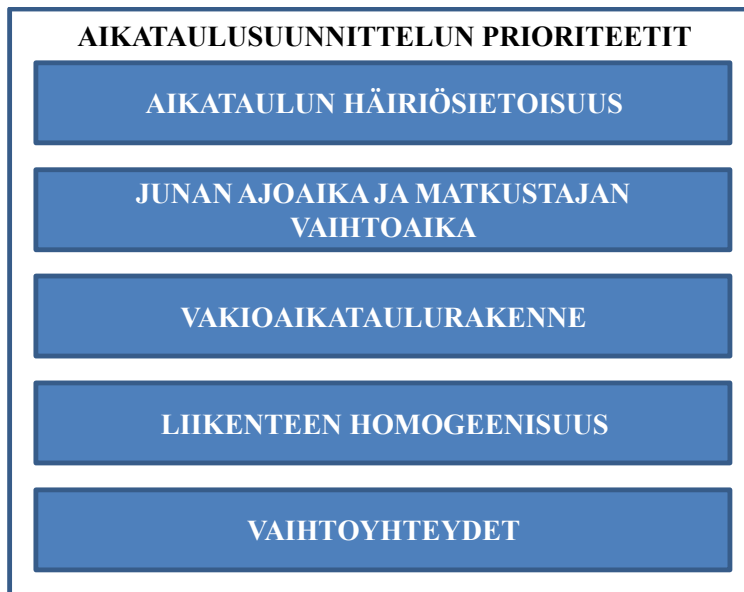 AIKATAULUSUUNNITTELUN PRIORITEETIT
AIKATAULUN HÄIRIÖSIETOISUUS
JUNAN AJOAIKA JA MATKUSTAJAN
VAIHTOAIKA
VAKIOAIKATAULURAKENNE
LIIKENTEEN HOMOGEENISUUS
VAIHTOYHTEYDET